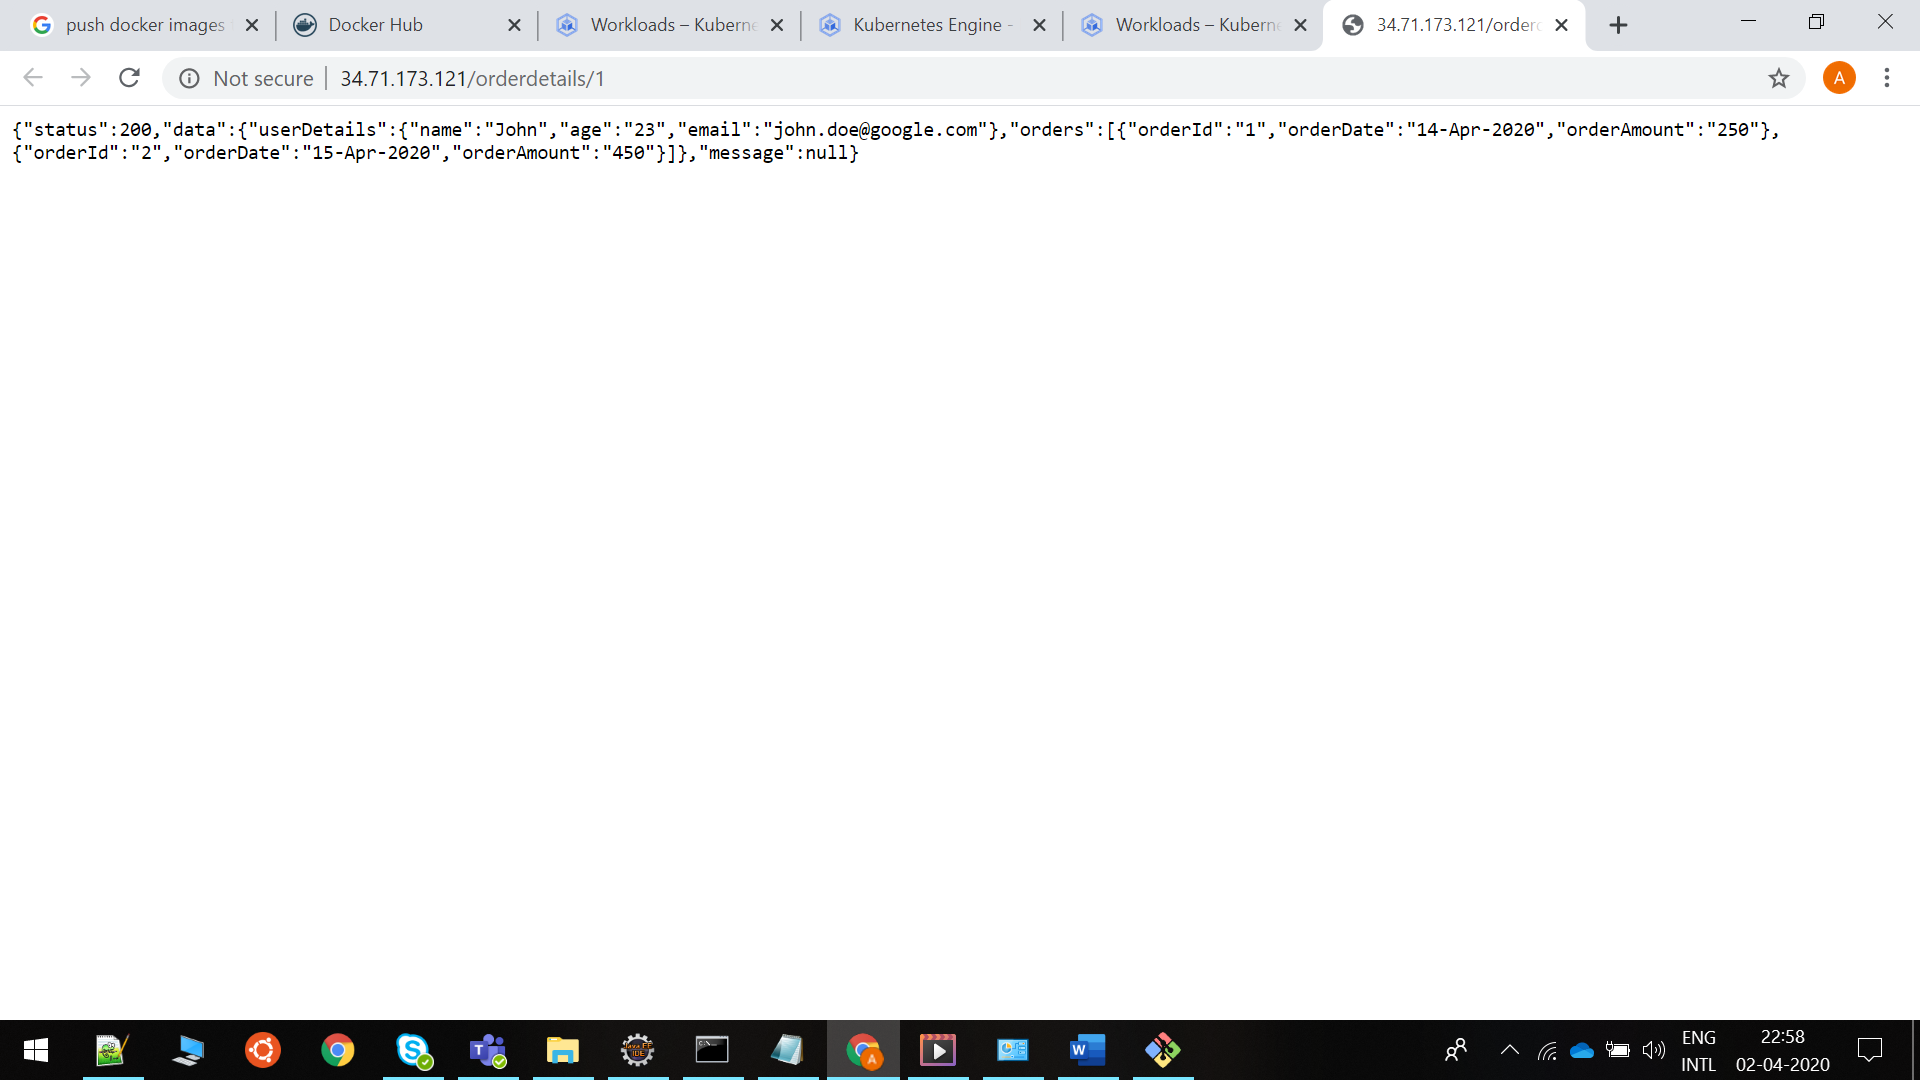 push docker images
Docker Hub
Workloads – Kuberne
Kubernetes Engine -
Workloads – Kuberne
34.71.173.121/orderc
Not secure
34.71.173.121/orderdetails/1
A
{"status":200,"data":{"userDetails":{"name":"John","age":"23","email":"john.doe@google.com"},"orders":[{"orderId":"1","orderDate":"14-Apr-2020","orderAmount":"250"},
{"orderId":"2","orderDate":"15-Apr-2020","orderAmount":"450"}]},"message":null}
ENG
INTL
22:58
02-04-2020